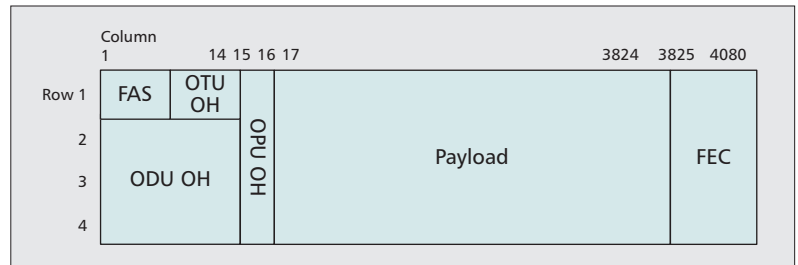 Column
1 14 15 16 17 3824 3825 4080
Row 1 FAS OTU OH
2
OPU OH
Payload FEC
3 ODU OH
4